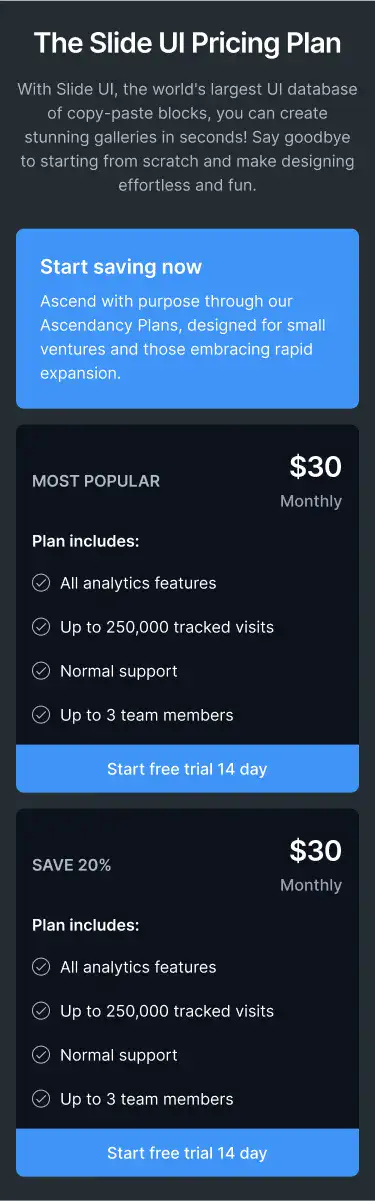 The Slide UI Pricing Plan
With Slide UI, the world's largest UI database
of copy-paste blocks, you can create
stunning galleries in seconds! Say goodbye
to starting from scratch and make designing
effortless and fun.
Start saving now
Ascend with purpose through our
Ascendancy Plans, designed for small
ventures and those embracing rapid
expansion.
MOST POPULAR
$30
Monthly
Plan includes:
All analytics features
Up to 250,000 tracked visits
Normal support
Up to 3 team members
Start free trial 14 day
SAVE 20%
$30
Monthly
Plan includes:
All analytics features
Up to 250,000 tracked visits
Normal support
Up to 3 team members
Start free trial 14 day